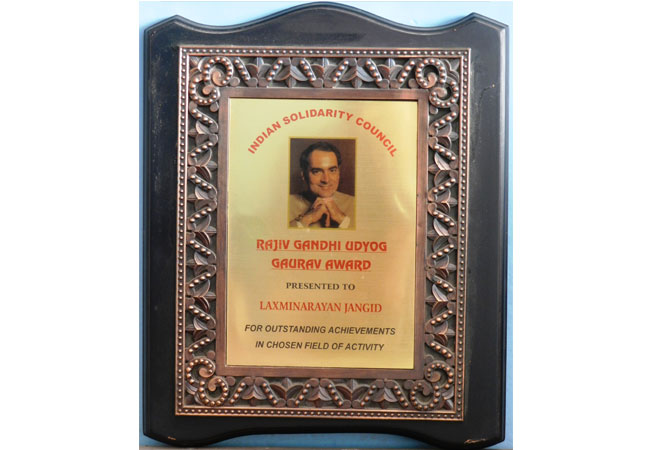 INDIAN SOLIDARITY COUNCIL
RAJIV GANDHI UDYOG
GAURAV AWARD
PRESENTED TO
LAXMINARAYAN JANGID
FOR OUTSTANDING ACHIEVEMENTS
IN CHOSEN FIELD OF ACTIVITY